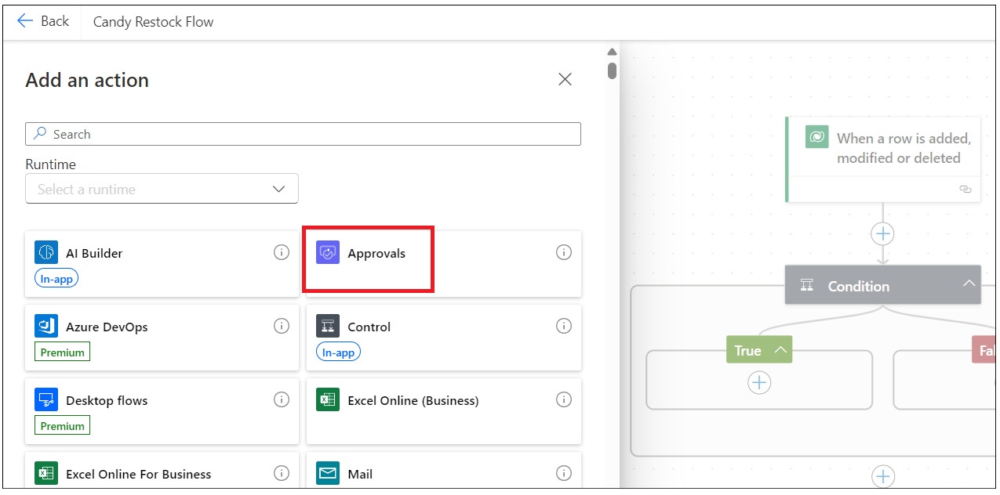 Back
Candy Restock Flow
Add an action
Search
Runtime
Select a runtime
AI Builder
In-app
Approvals
Azure DevOps
Premium
Control
In-app
Desktop flows
Premium
Excel Online (Business)
Excel Online For Business
Mail
When a row is added,
modified or deleted
Condition
True
Fal